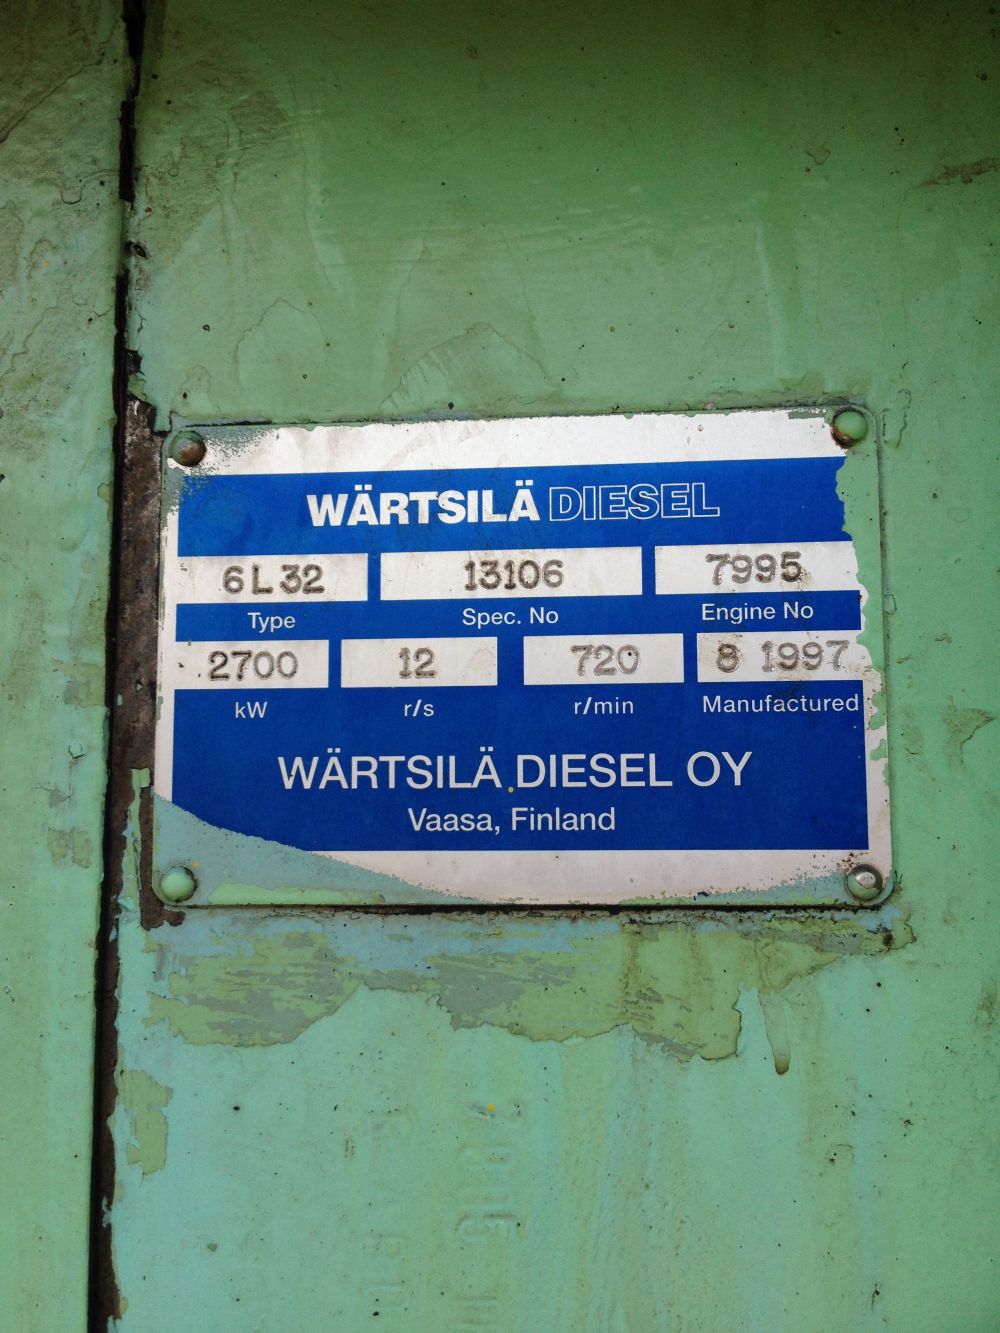 WÄRTSILÄ DIESEL
6L32 13106 7995
Type Spec. No Engine No
2700 12 720 8 1997
kW r/s r/min Manufactured
WÄRTSILÄ DIESEL OY
Vaasa, Finland